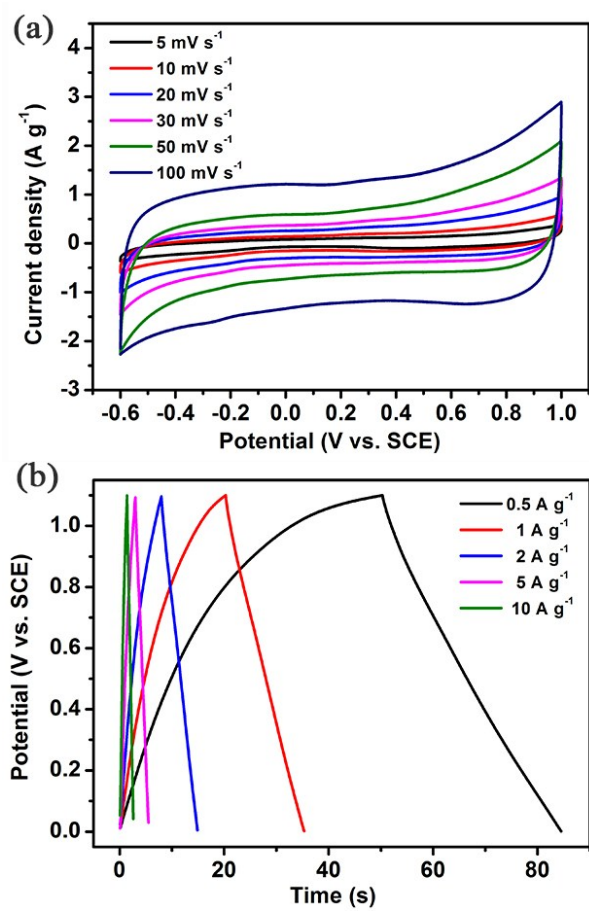 (a)
5 mV s⁻¹
10 mV s⁻¹
20 mV s⁻¹
30 mV s⁻¹
50 mV s⁻¹
100 mV s⁻¹
Current density (A g⁻¹)
5
4
3
2
1
0
-1
-2
-3
-0.6 -0.4 -0.2 0.0 0.2 0.4 0.6 0.8 1.0
Potential (V vs. SCE)
(b)
0.5 A g⁻¹
1 A g⁻¹
2 A g⁻¹
5 A g⁻¹
10 A g⁻¹
Potential (V vs. SCE)
1.0
0.8
0.6
0.4
0.2
0.0
0 20 40 60 80
Time (s)